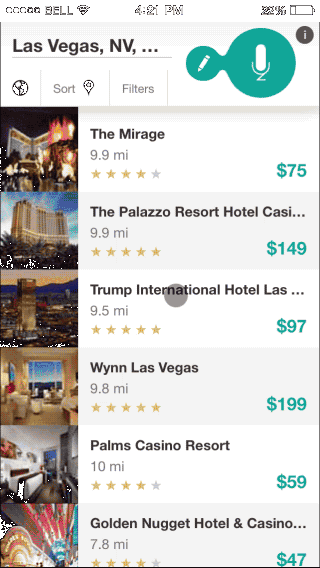 BELL 4:21 PM 22%
Las Vegas, NV, ...
i
Sort Filters
The Mirage
9.9 mi
$75
The Palazzo Resort Hotel Casi...
9.9 mi
$149
Trump International Hotel Las ...
9.5 mi
$97
Wynn Las Vegas
9.8 mi
$199
Palms Casino Resort
10 mi
$59
Golden Nugget Hotel & Casino...
7.8 mi
$47